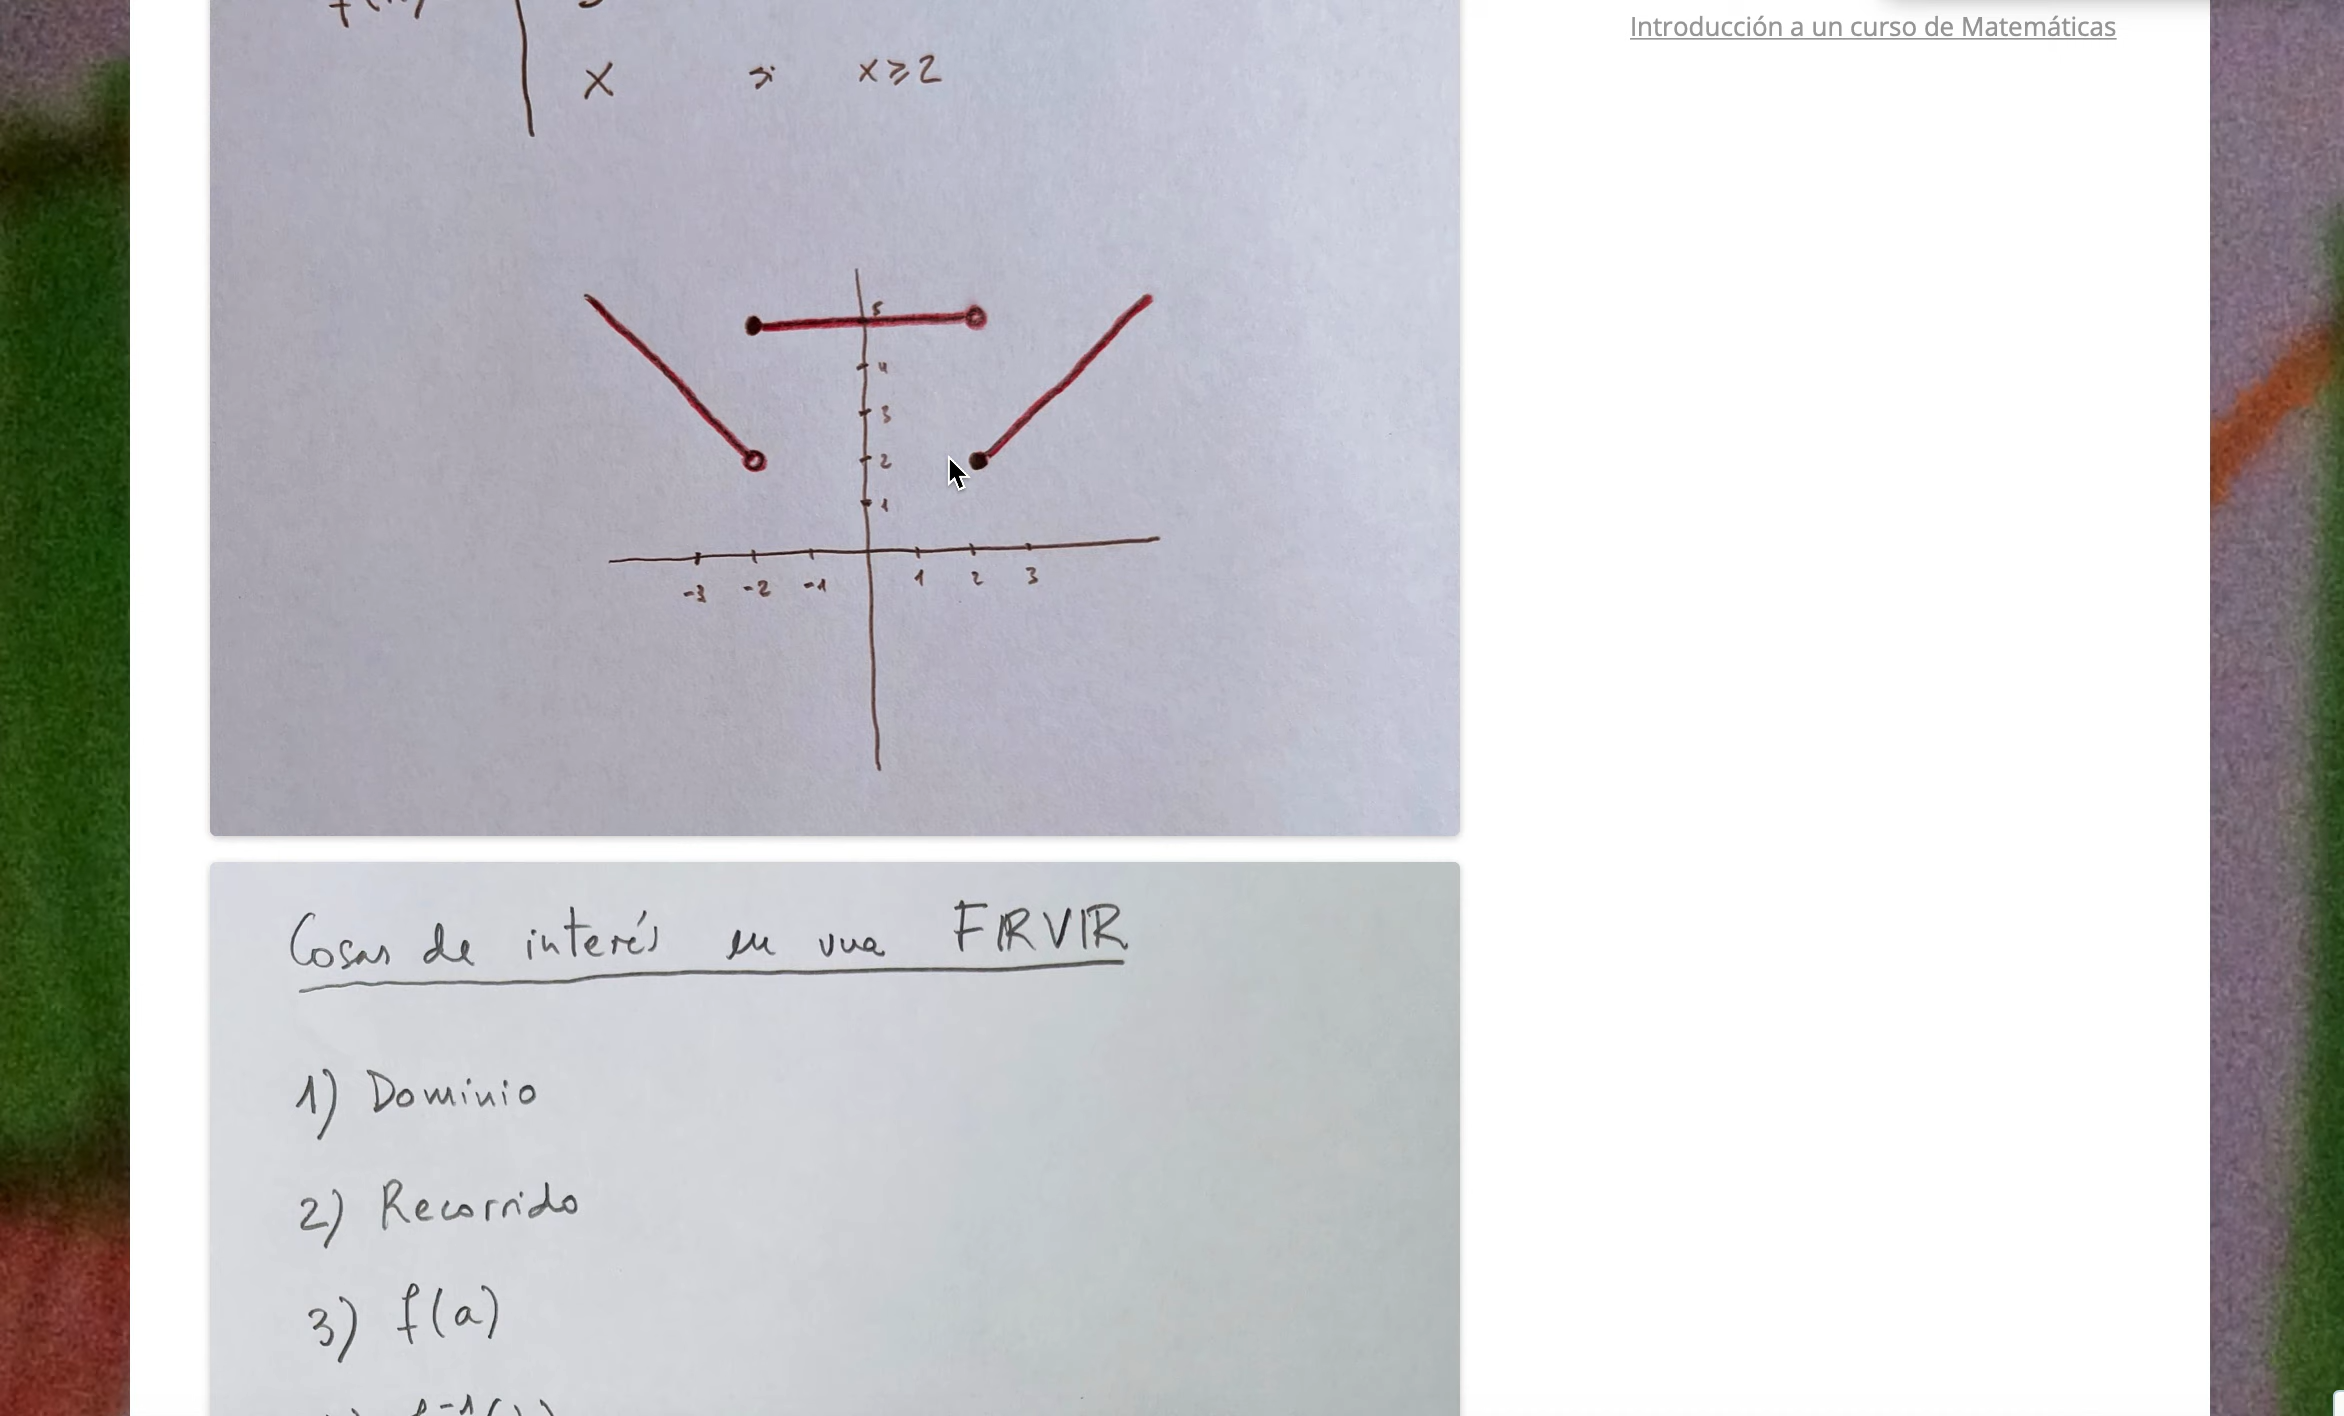 Introducción a un curso de Matemáticas
x si x ≥ 2
5
4
3
2
1
-3 -2 -1 1 2 3
Cosas de interés en una FIRVIR
1) Dominio
2) Recorrido
3) f(a)